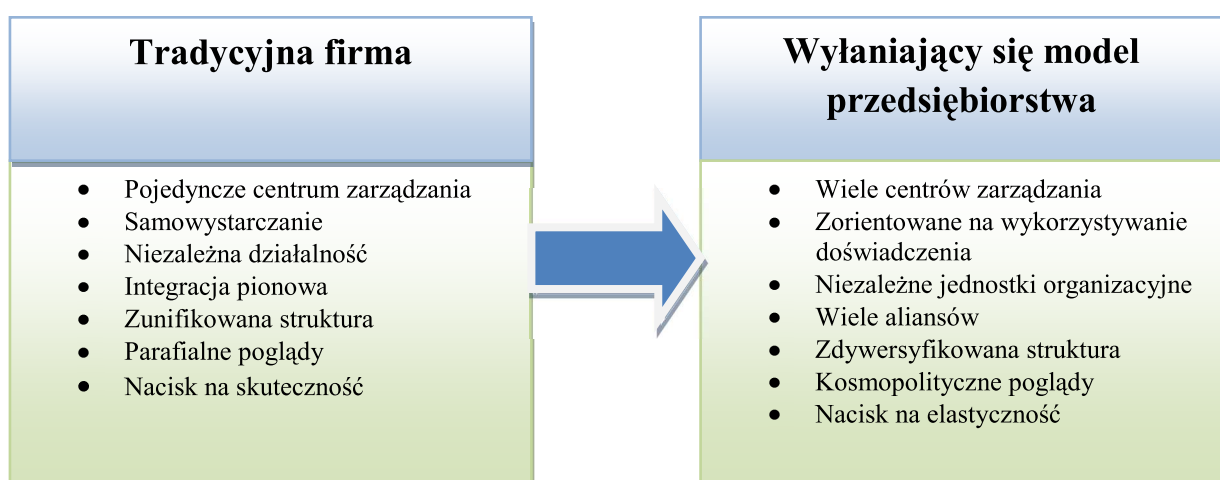 Tradycyjna firma
• Pojedyncze centrum zarządzania
• Samowystarczanie
• Niezależna działalność
• Integracja pionowa
• Zunifikowana struktura
• Parafialne poglądy
• Nacisk na skuteczność
Wyłaniający się model
przedsiębiorstwa
• Wiele centrów zarządzania
• Zorientowane na wykorzystywanie
doświadczenia
• Niezależne jednostki organizacyjne
• Wiele aliansów
• Zdywersyfikowana struktura
• Kosmopolityczne poglądy
• Nacisk na elastyczność